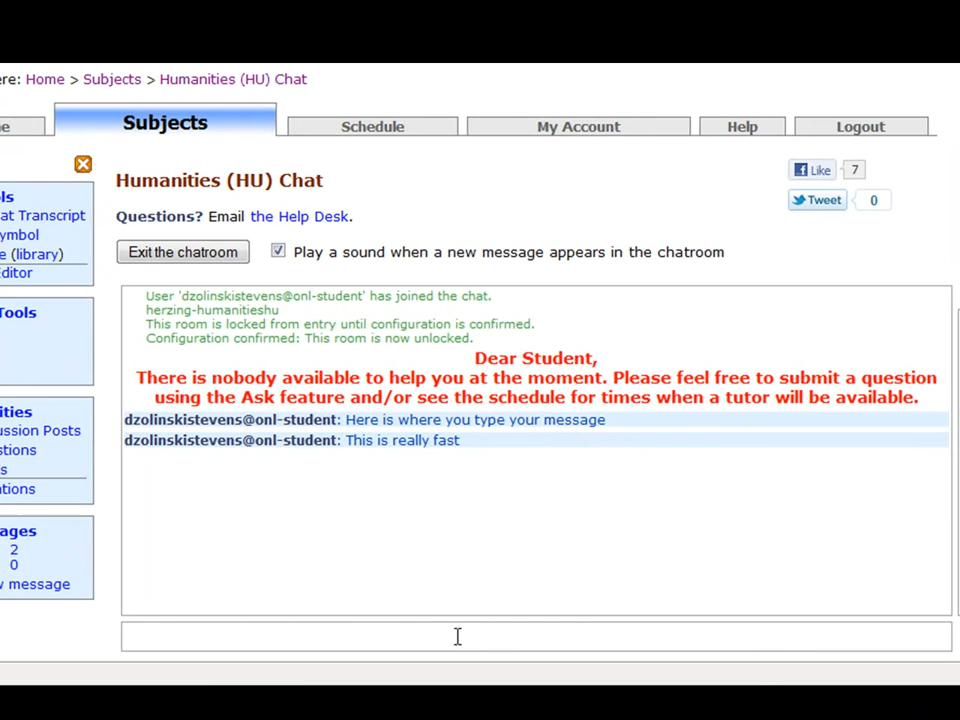 ere: Home > Subjects > Humanities (HU) Chat
e Subjects Schedule My Account Help Logout
Humanities (HU) Chat
Like 7
Tweet 0
Questions? Email the Help Desk.
Exit the chatroom Play a sound when a new message appears in the chatroom
ls
at Transcript
ymbol
e (library)
Editor
Tools
ities
ussion Posts
stions
s
ations
ages
2
0
w message
User 'dzolinskistevens@onl-student' has joined the chat.
herzing-humanitieshu
This room is locked from entry until configuration is confirmed.
Configuration confirmed: This room is now unlocked.
Dear Student,
There is nobody available to help you at the moment. Please feel free to submit a question
using the Ask feature and/or see the schedule for times when a tutor will be available.
dzolinskistevens@onl-student: Here is where you type your message
dzolinskistevens@onl-student: This is really fast